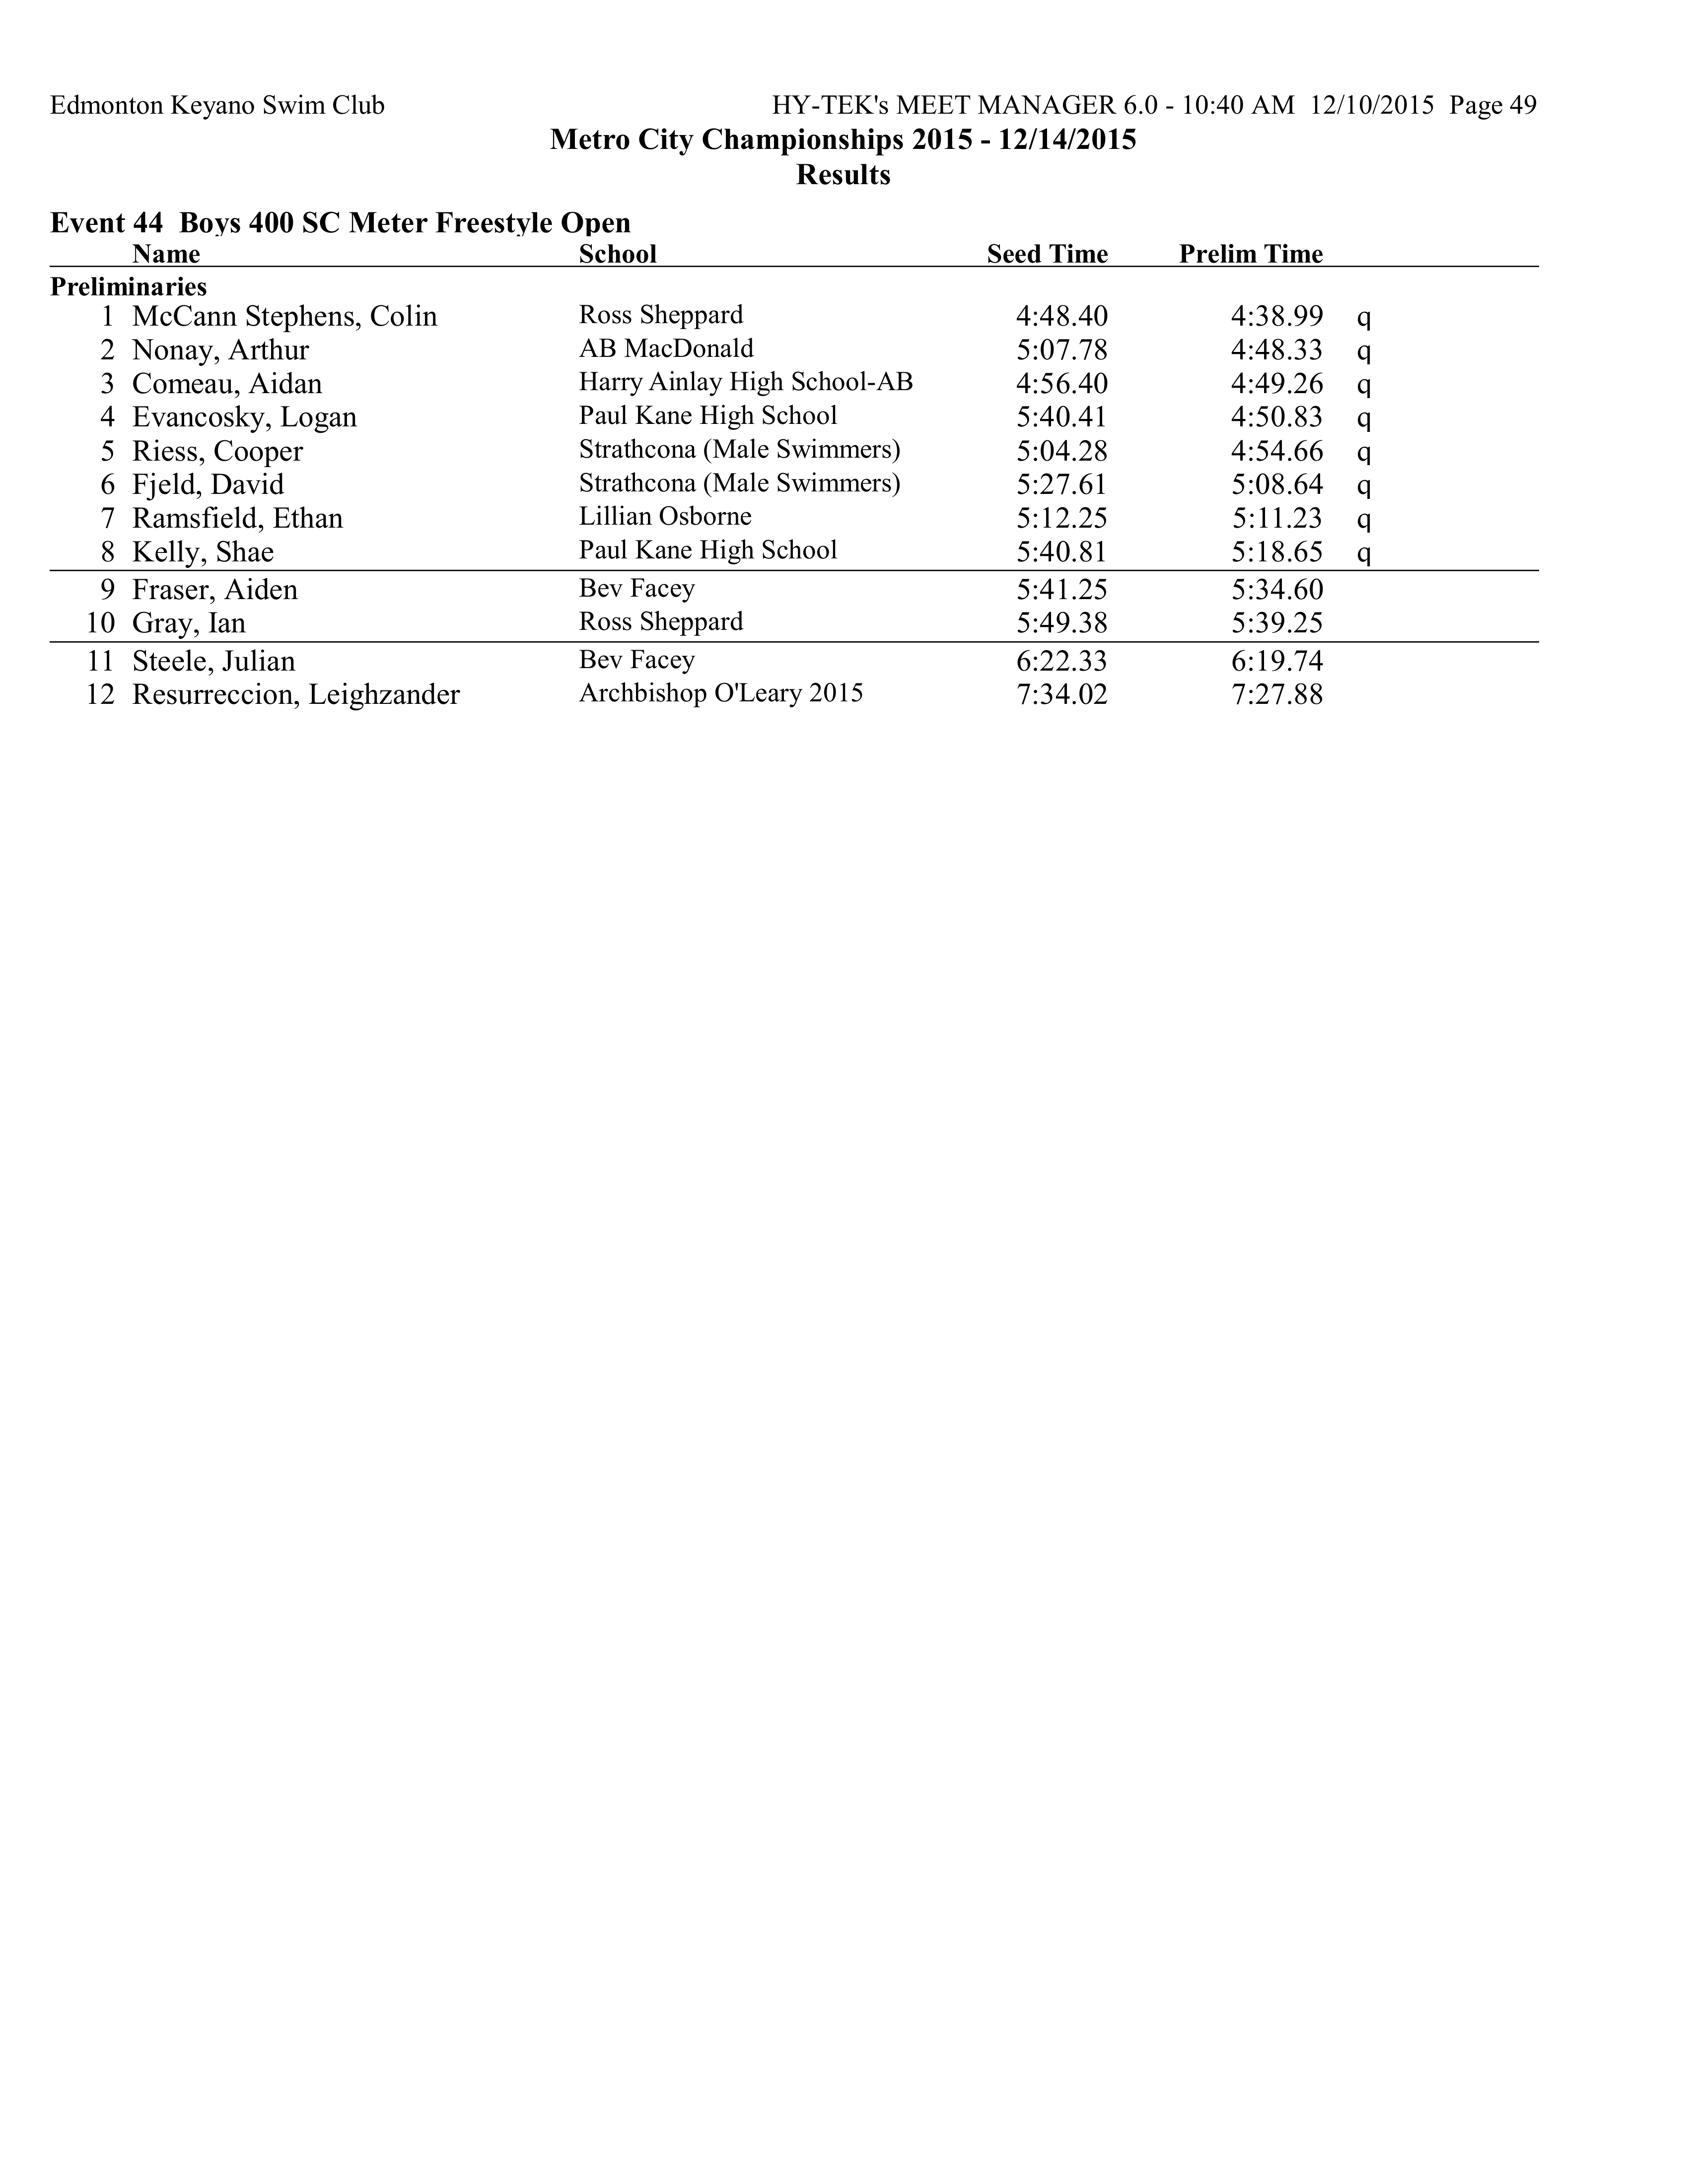 Edmonton Keyano Swim Club HY-TEK's MEET MANAGER 6.0 - 10:40 AM 12/10/2015 Page 49
Metro City Championships 2015 - 12/14/2015
Results
Event 44 Boys 400 SC Meter Freestyle Open
Name School Seed Time Prelim Time
Preliminaries
1 McCann Stephens, Colin Ross Sheppard 4:48.40 4:38.99 q
2 Nonay, Arthur AB MacDonald 5:07.78 4:48.33 q
3 Comeau, Aidan Harry Ainlay High School-AB 4:56.40 4:49.26 q
4 Evancosky, Logan Paul Kane High School 5:40.41 4:50.83 q
5 Riess, Cooper Strathcona (Male Swimmers) 5:04.28 4:54.66 q
6 Fjeld, David Strathcona (Male Swimmers) 5:27.61 5:08.64 q
7 Ramsfield, Ethan Lillian Osborne 5:12.25 5:11.23 q
8 Kelly, Shae Paul Kane High School 5:40.81 5:18.65 q
9 Fraser, Aiden Bev Facey 5:41.25 5:34.60
10 Gray, Ian Ross Sheppard 5:49.38 5:39.25
11 Steele, Julian Bev Facey 6:22.33 6:19.74
12 Resurreccion, Leighzander Archbishop O'Leary 2015 7:34.02 7:27.88